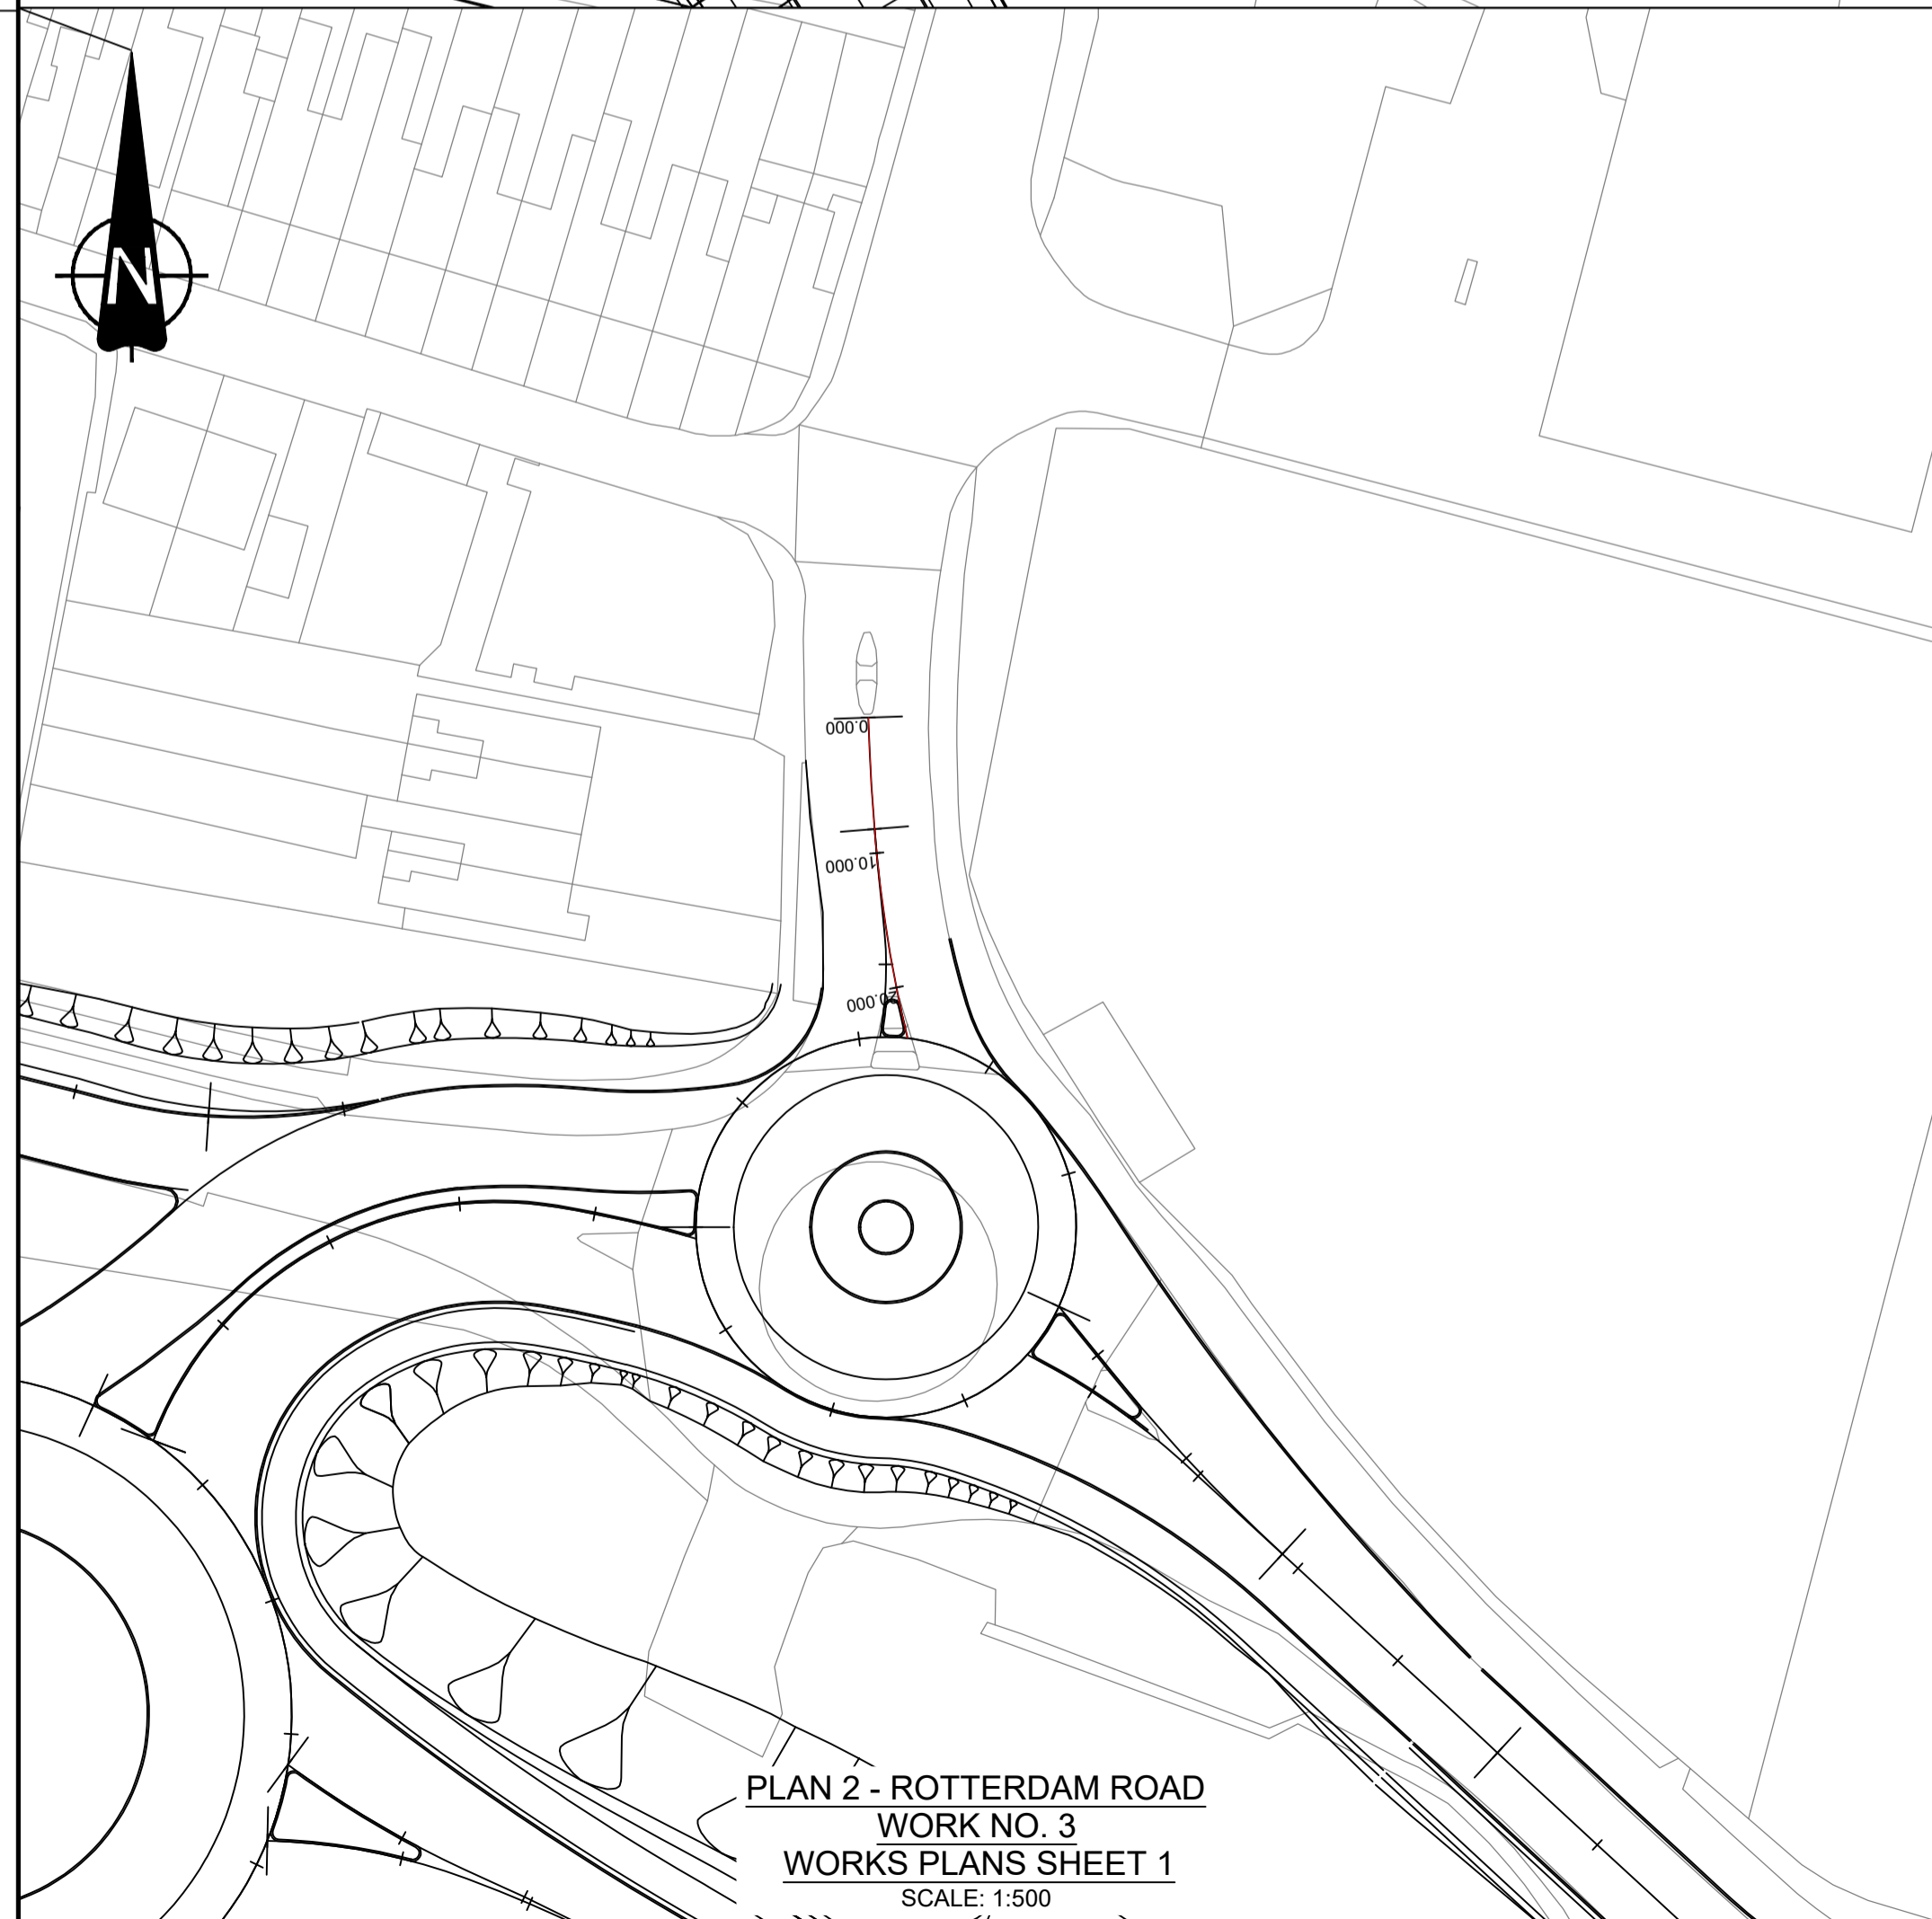 N
0.000
10.000
20.000
PLAN 2 - ROTTERDAM ROAD
WORK NO. 3
WORKS PLANS SHEET 1
SCALE: 1:500